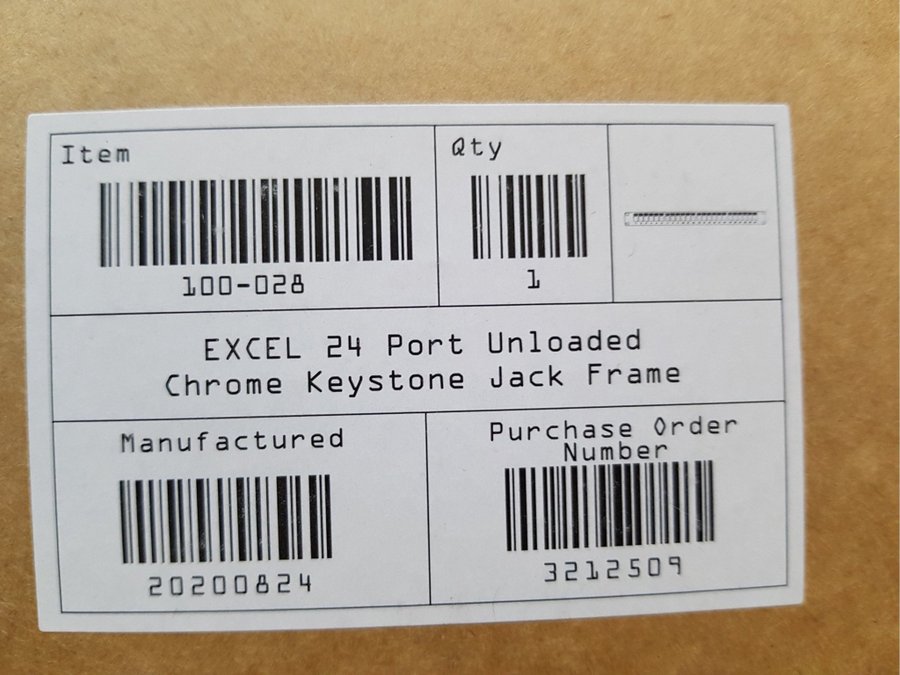 Item
100-028
Qty
1
EXCEL 24 Port Unloaded
Chrome Keystone Jack Frame
Manufactured
20200824
Purchase Order
Number
3212509